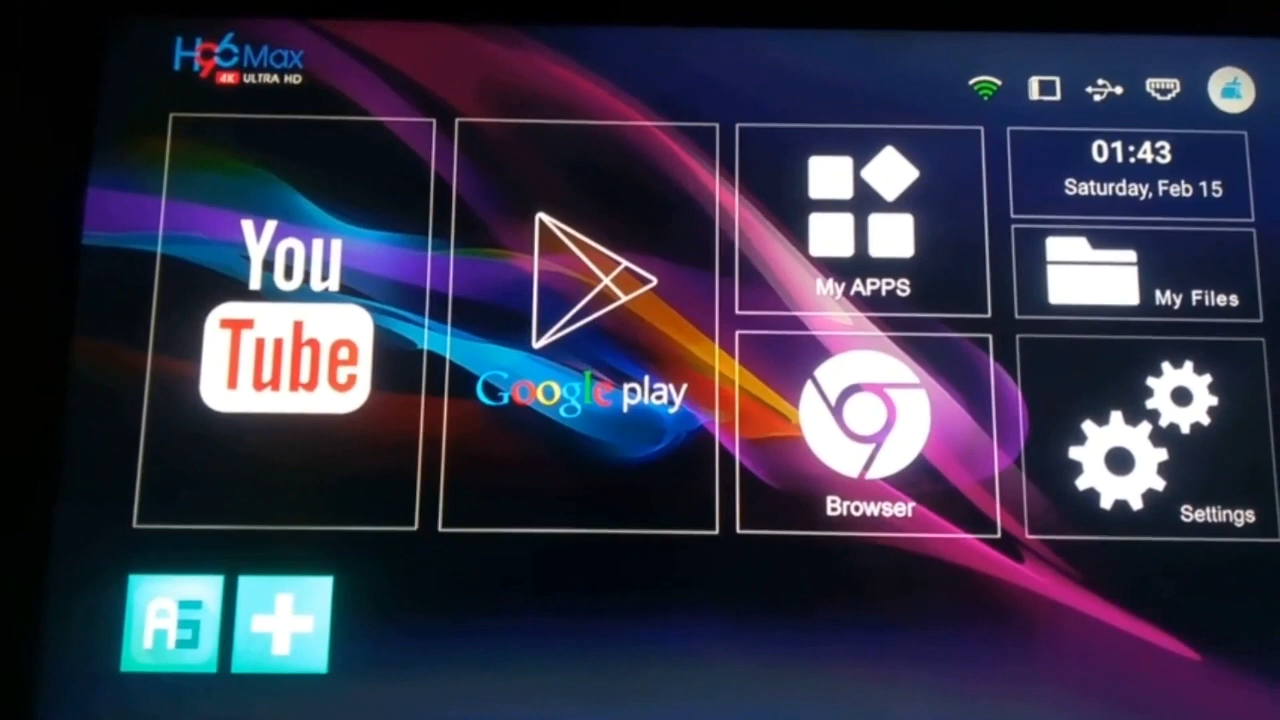 H96 Max
4K ULTRA HD
01:43
Saturday, Feb 15
You
Tube
Google play
My APPS
My Files
Browser
Settings
AS